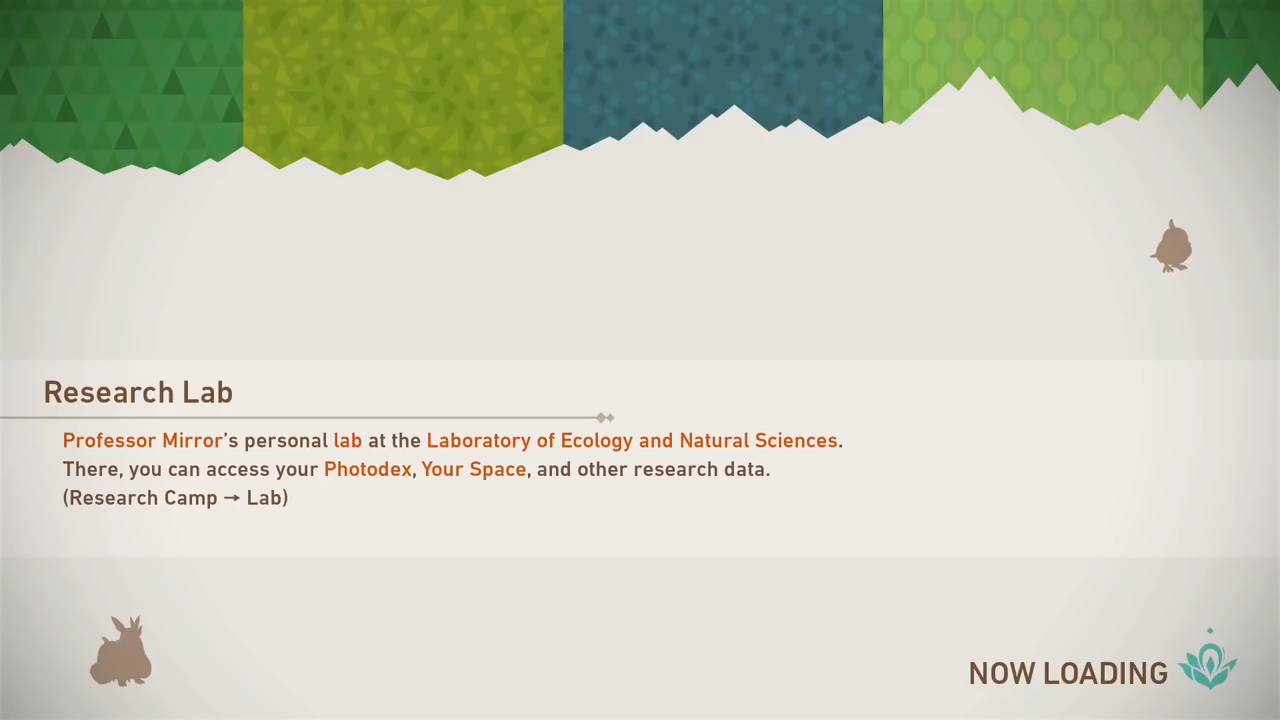 Research Lab
Professor Mirror's personal lab at the Laboratory of Ecology and Natural Sciences.
There, you can access your Photodex, Your Space, and other research data.
(Research Camp → Lab)
NOW LOADING